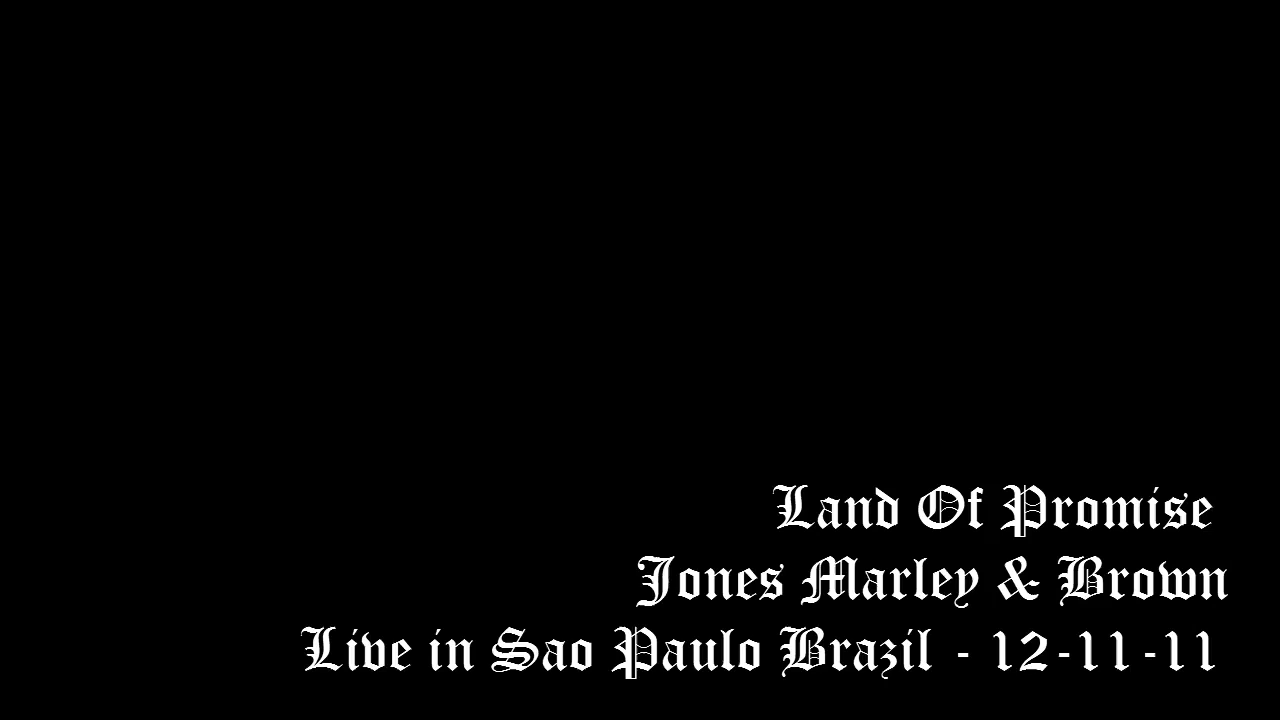 Land Of Promise
Jones Marley & Brown
Live in Sao Paulo Brazil - 12-11-11